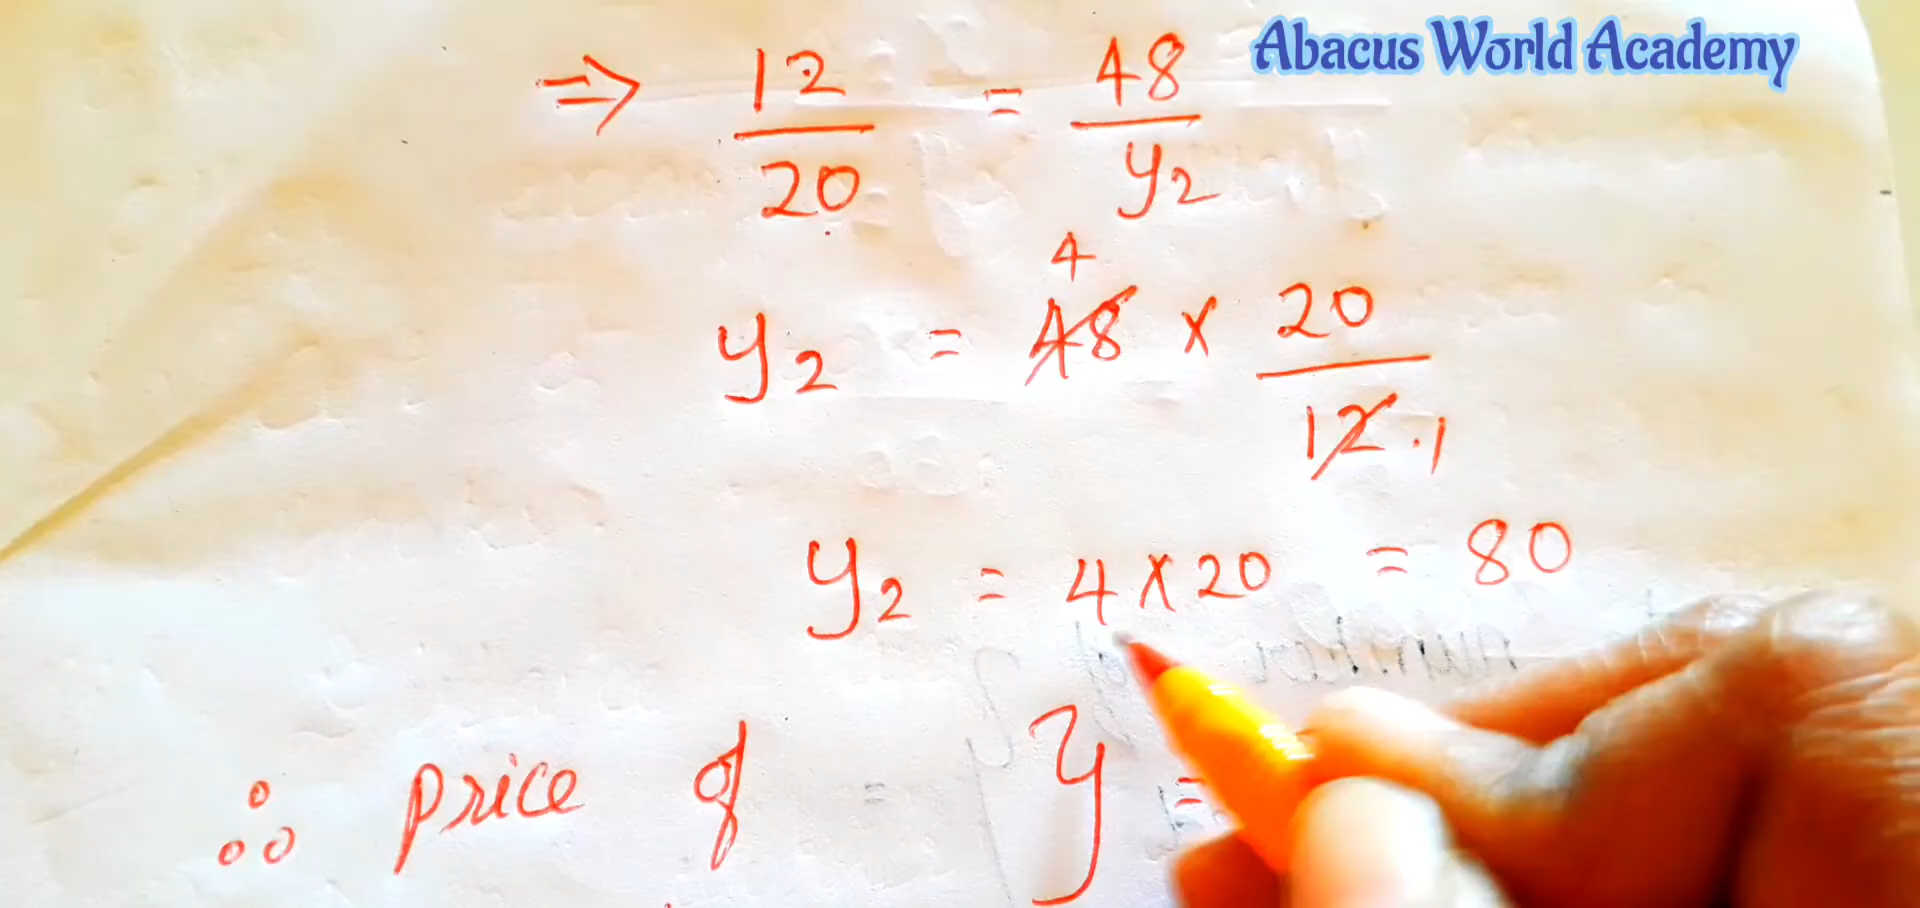 Abacus World Academy
⇒ 12/20 = 48/y₂
4
y₂ = 48 × 20/12 . 1
y₂ = 4 × 20 = 80
∴ price of y =